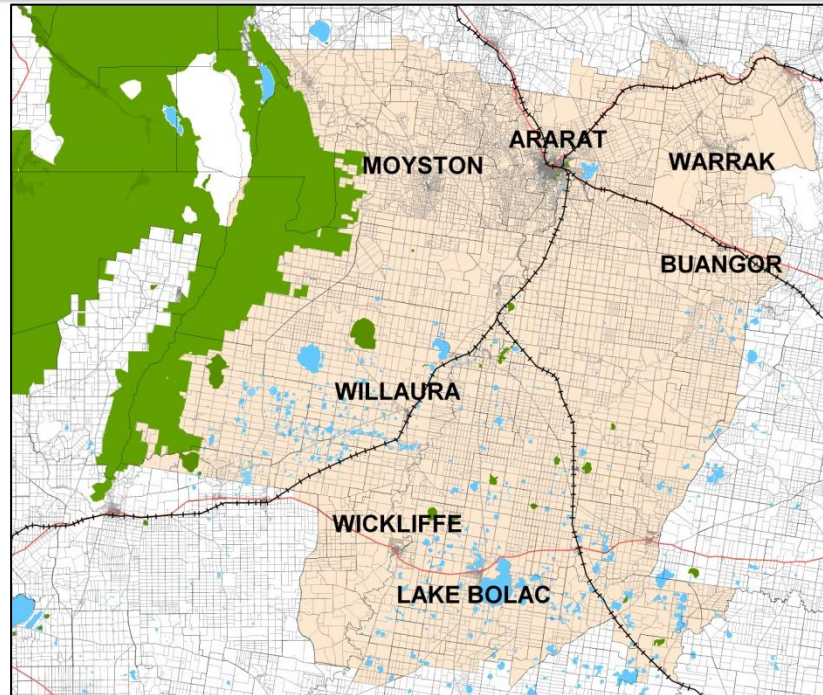 ARARAT
MOYSTON
WARRAK
BUANGOR
WILLAURA
WICKLIFFE
LAKE BOLAC